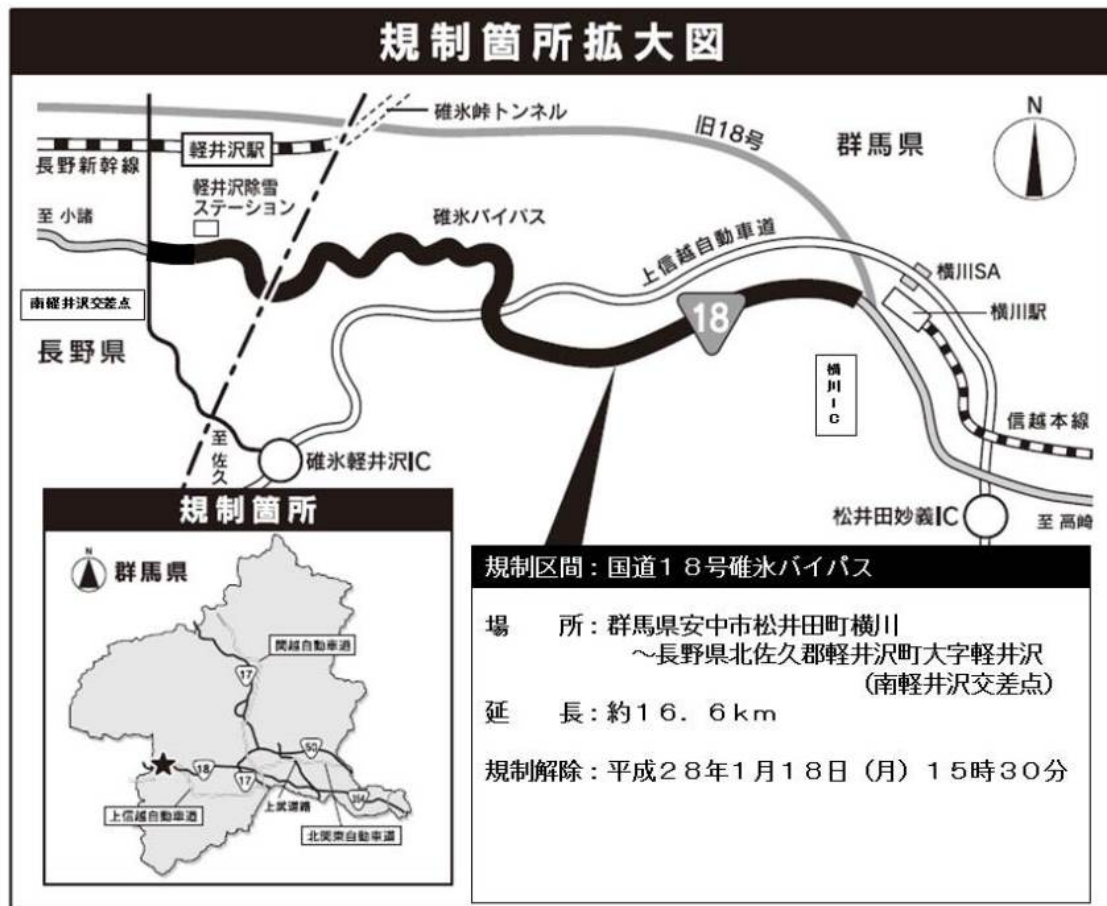 規制箇所拡大図
碓氷峠トンネル
旧18号
群馬県
N
軽井沢駅
長野新幹線
軽井沢除雪
ステーション
至 小諸
碓氷バイパス
上信越自動車道
横川SA
南軽井沢交差点
18
横川駅
長野県
横川IC
信越本線
至 佐久
碓氷軽井沢IC
松井田妙義IC
至 高崎
規制箇所
N
群馬県
関越自動車道
17
50
18
17
上武道路
354
上信越自動車道
北関東自動車道
規制区間:国道18号碓氷バイパス
場 所:群馬県安中市松井田町横川
~長野県北佐久郡軽井沢町大字軽井沢
(南軽井沢交差点)
延 長:約16.6km
規制解除:平成28年1月18日(月)15時30分